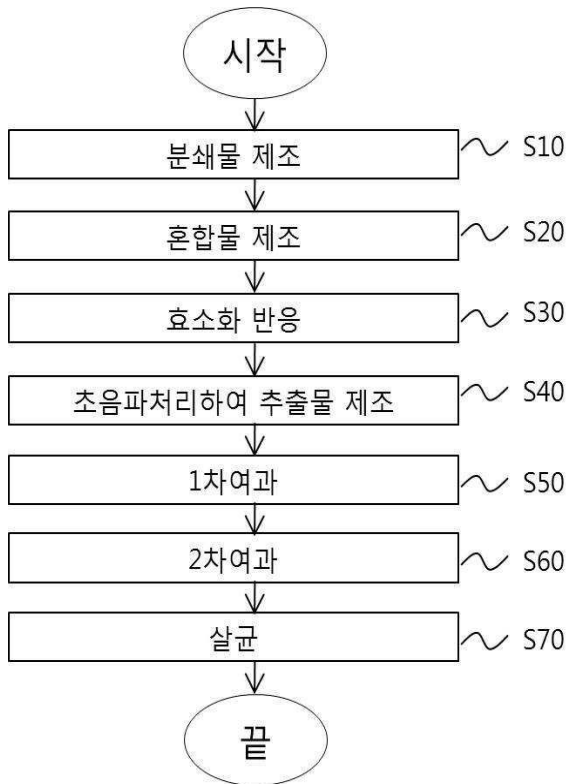 시작
분쇄물 제조 S10
혼합물 제조 S20
효소화 반응 S30
초음파처리하여 추출물 제조 S40
1차여과 S50
2차여과 S60
살균 S70
끝